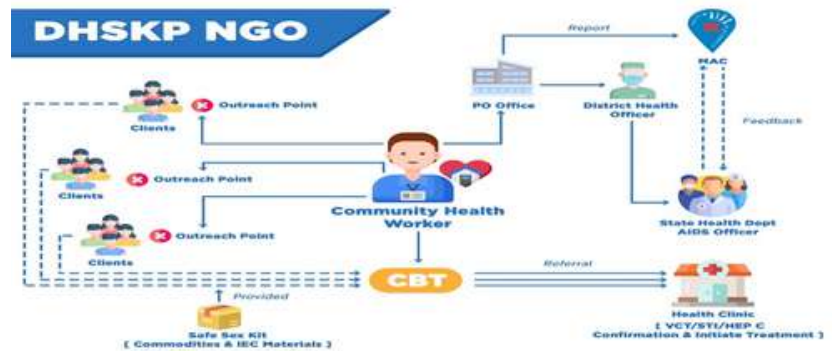 DHSKP NGO
Report
MAC
PO Office
District Health
Officer
Clients
Outreach Point
Feedback
Clients
Outreach Point
Community Health
Worker
State Health Dept
AIDS Officer
Clients
Outreach Point
CBT
Referral
Provided
Safe Sex Kit
[ Commodities & IEC Materials ]
Health Clinic
[ VCT/STI/HEP C
Confirmation & Initiate Treatment ]